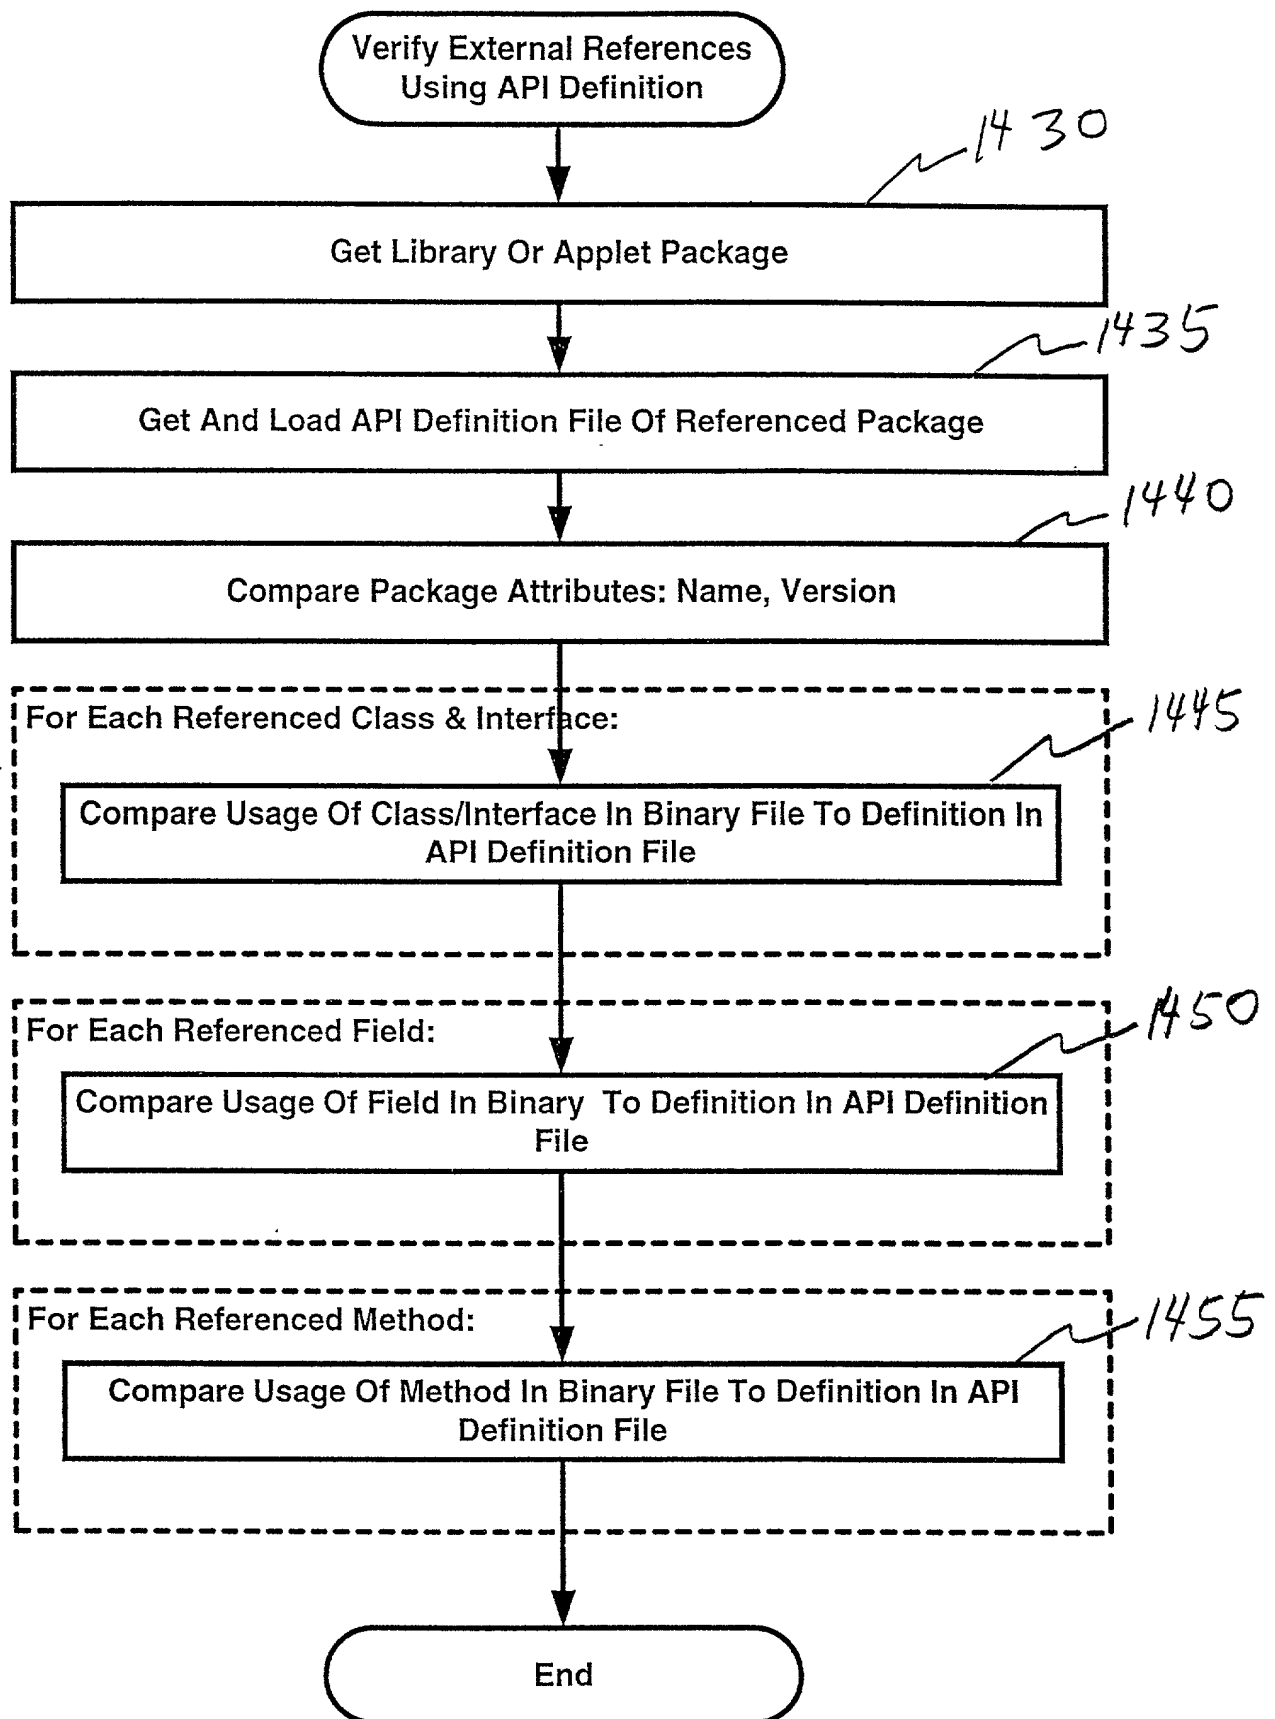 Verify External References
Using API Definition
1430
Get Library Or Applet Package
1435
Get And Load API Definition File Of Referenced Package
1440
Compare Package Attributes: Name, Version
For Each Referenced Class & Interface:
1445
Compare Usage Of Class/Interface In Binary File To Definition In
API Definition File
For Each Referenced Field:
1450
Compare Usage Of Field In Binary To Definition In API Definition
File
For Each Referenced Method:
1455
Compare Usage Of Method In Binary File To Definition In API
Definition File
End